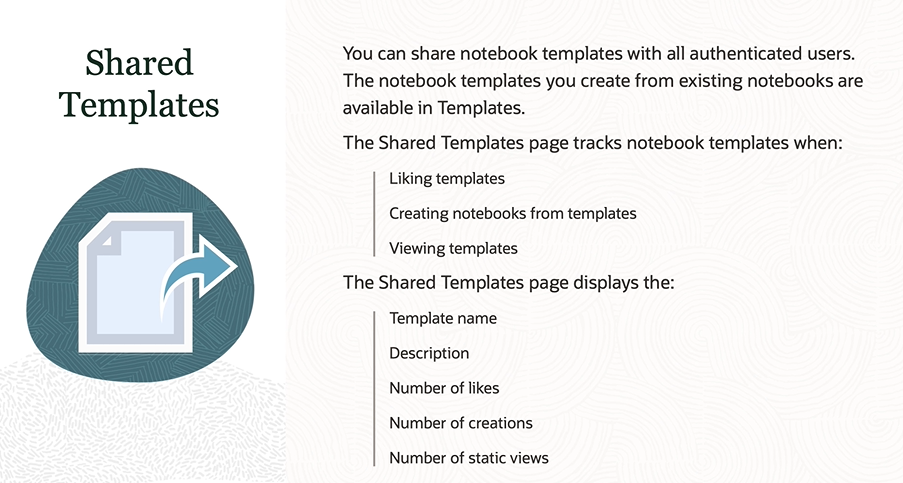 Shared
Templates
You can share notebook templates with all authenticated users.
The notebook templates you create from existing notebooks are
available in Templates.
The Shared Templates page tracks notebook templates when:
Liking templates
Creating notebooks from templates
Viewing templates
The Shared Templates page displays the:
Template name
Description
Number of likes
Number of creations
Number of static views